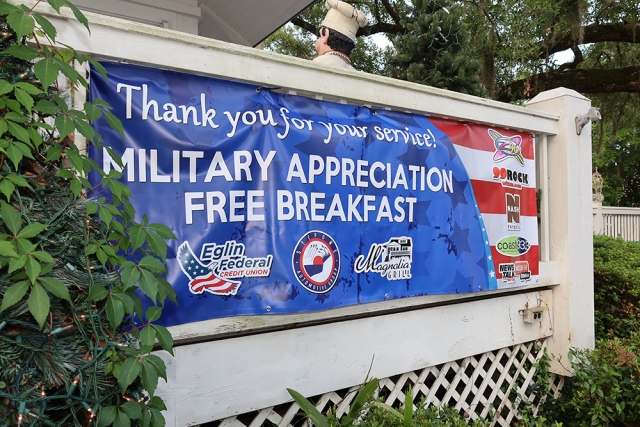 Thank you for your service!
MILITARY APPRECIATION
FREE BREAKFAST
Eglin
Federal
CREDIT UNION
Magnolia
GRILL
99ROCK
N
NASH
coast
NEWS
TALK